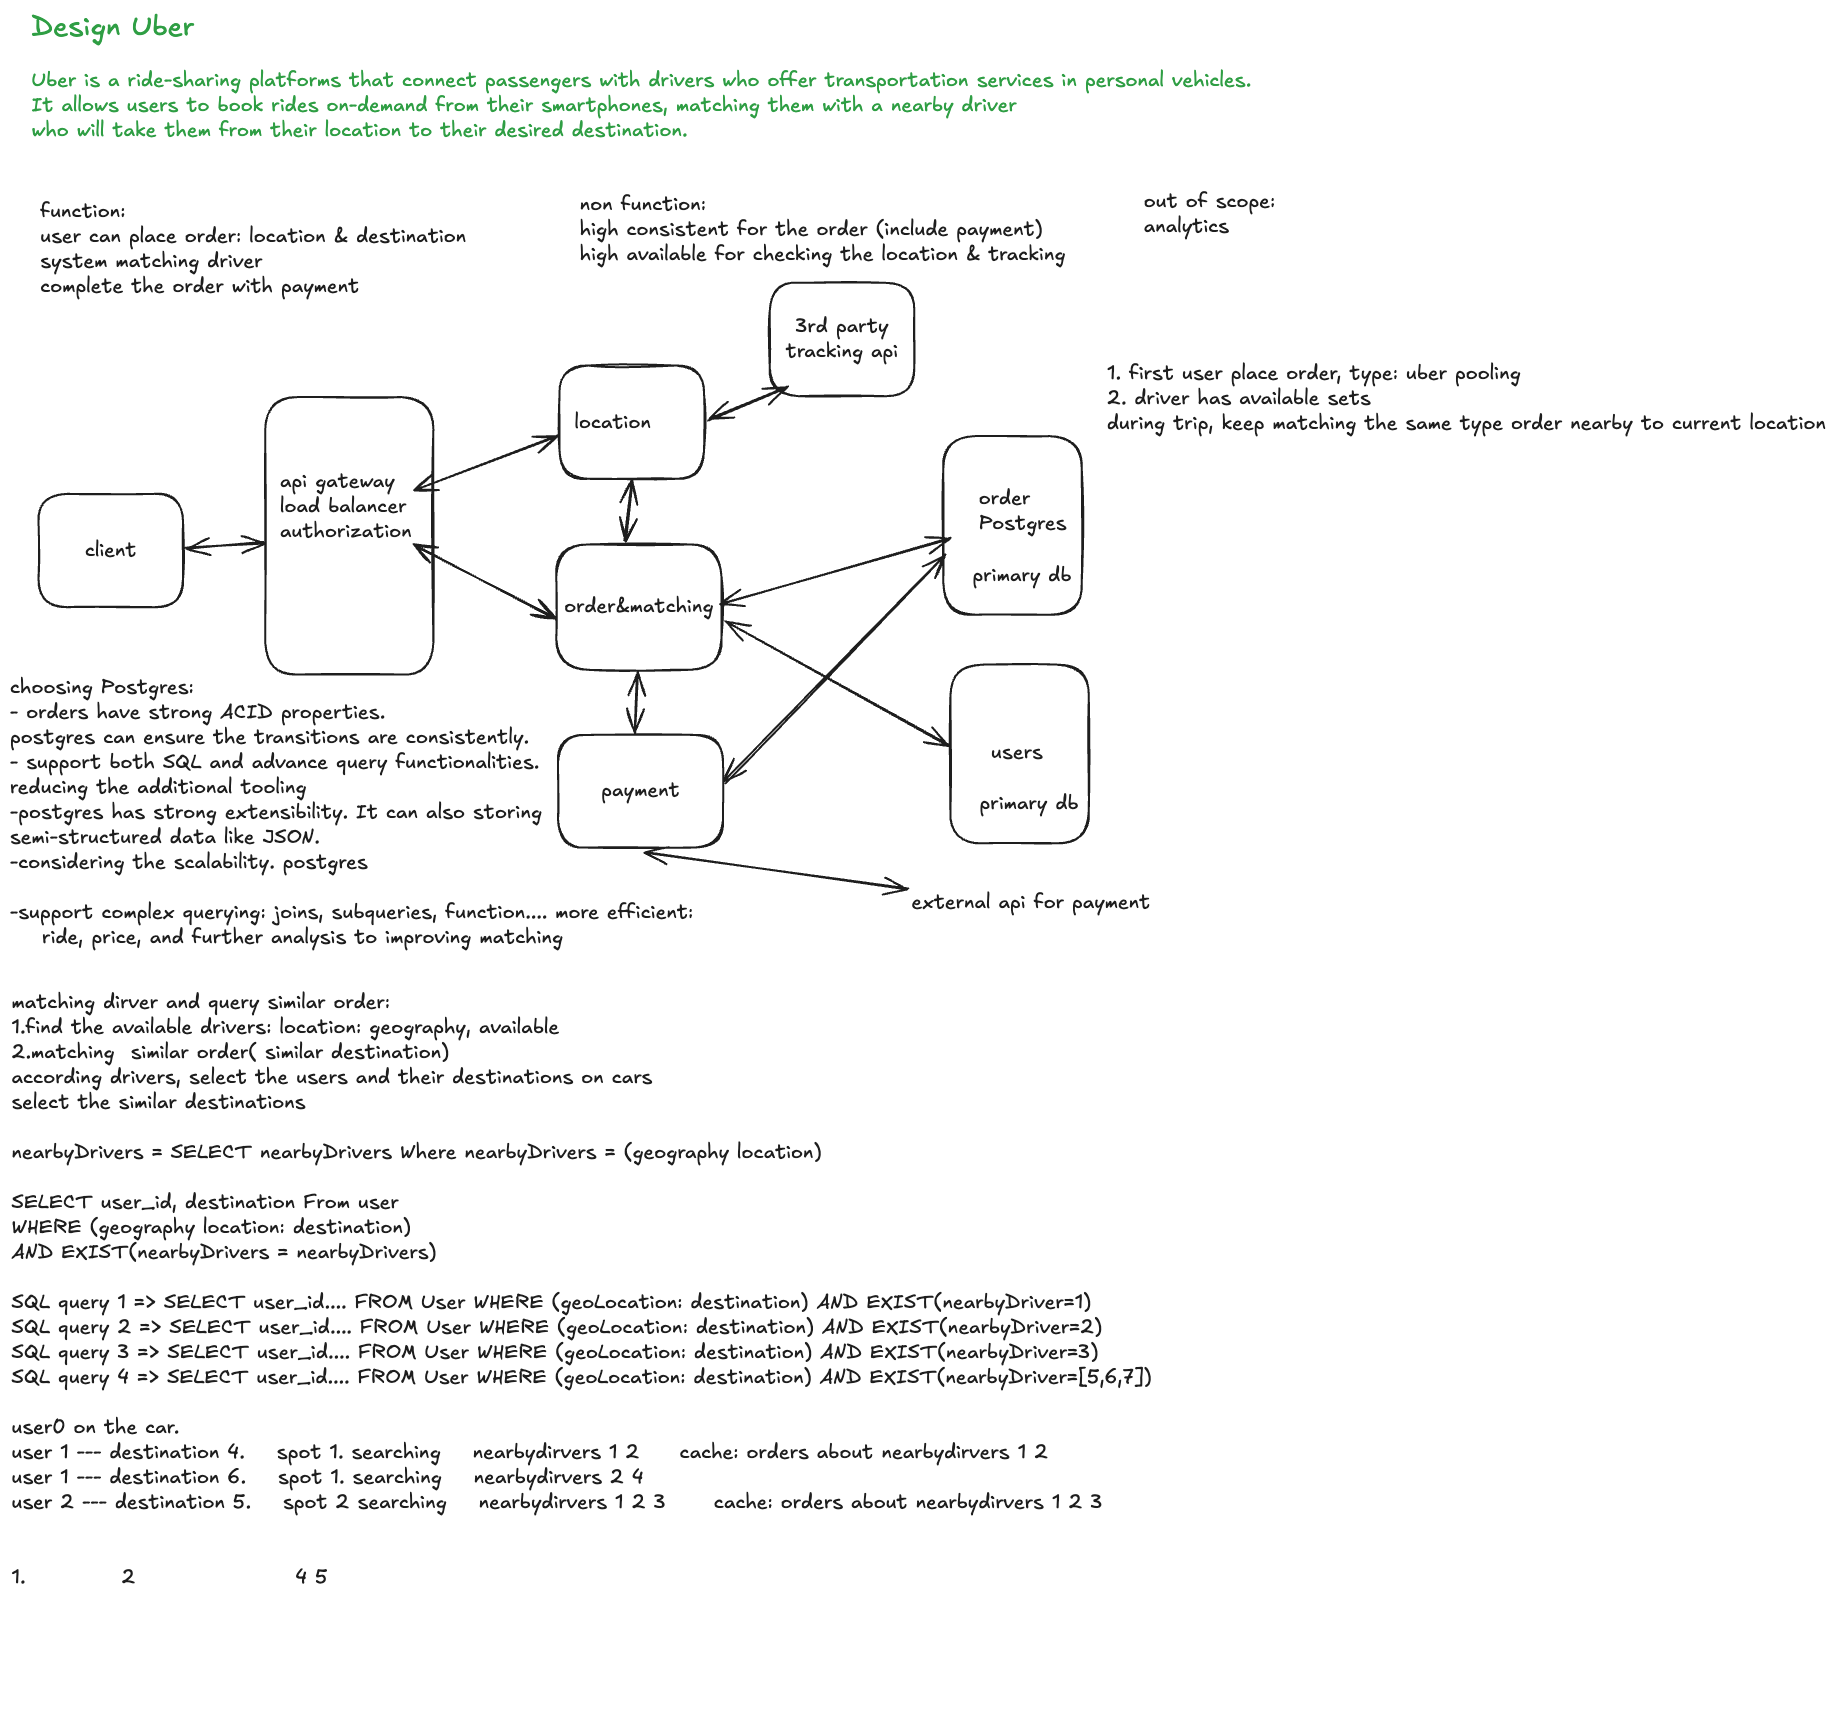 Design Uber
Uber is a ride-sharing platforms that connect passengers with drivers who offer transportation services in personal vehicles.
It allows users to book rides on-demand from their smartphones, matching them with a nearby driver
who will take them from their location to their desired destination.
function:
user can place order: location & destination
system matching driver
complete the order with payment
non function:
high consistent for the order (include payment)
high available for checking the location & tracking
out of scope:
analytics
3rd party
tracking api
1. first user place order, type: uber pooling
2. driver has available sets
during trip, keep matching the same type order nearby to current location
location
api gateway
load balancer
authorization
client
order&matching
order
Postgres
primary db
users
primary db
payment
external api for payment
choosing Postgres:
- orders have strong ACID properties.
postgres can ensure the transitions are consistently.
- support both SQL and advance query functionalities.
reducing the additional tooling
-postgres has strong extensibility. It can also storing
semi-structured data like JSON.
-considering the scalability. postgres
-support complex querying: joins, subqueries, function.... more efficient:
ride, price, and further analysis to improving matching
matching dirver and query similar order:
1.find the available drivers: location: geography, available
2.matching similar order( similar destination)
according drivers, select the users and their destinations on cars
select the similar destinations
nearbyDrivers = SELECT nearbyDrivers Where nearbyDrivers = (geography location)
SELECT user_id, destination From user
WHERE (geography location: destination)
AND EXIST(nearbyDrivers = nearbyDrivers)
SQL query 1 => SELECT user_id.... FROM User WHERE (geoLocation: destination) AND EXIST(nearbyDriver=1)
SQL query 2 => SELECT user_id.... FROM User WHERE (geoLocation: destination) AND EXIST(nearbyDriver=2)
SQL query 3 => SELECT user_id.... FROM User WHERE (geoLocation: destination) AND EXIST(nearbyDriver=3)
SQL query 4 => SELECT user_id.... FROM User WHERE (geoLocation: destination) AND EXIST(nearbyDriver=[5,6,7])
user0 on the car.
user 1 --- destination 4. spot 1. searching nearbydirvers 1 2 cache: orders about nearbydirvers 1 2
user 1 --- destination 6. spot 1. searching nearbydirvers 2 4
user 2 --- destination 5. spot 2 searching nearbydirvers 1 2 3 cache: orders about nearbydirvers 1 2 3
1. 2 4 5